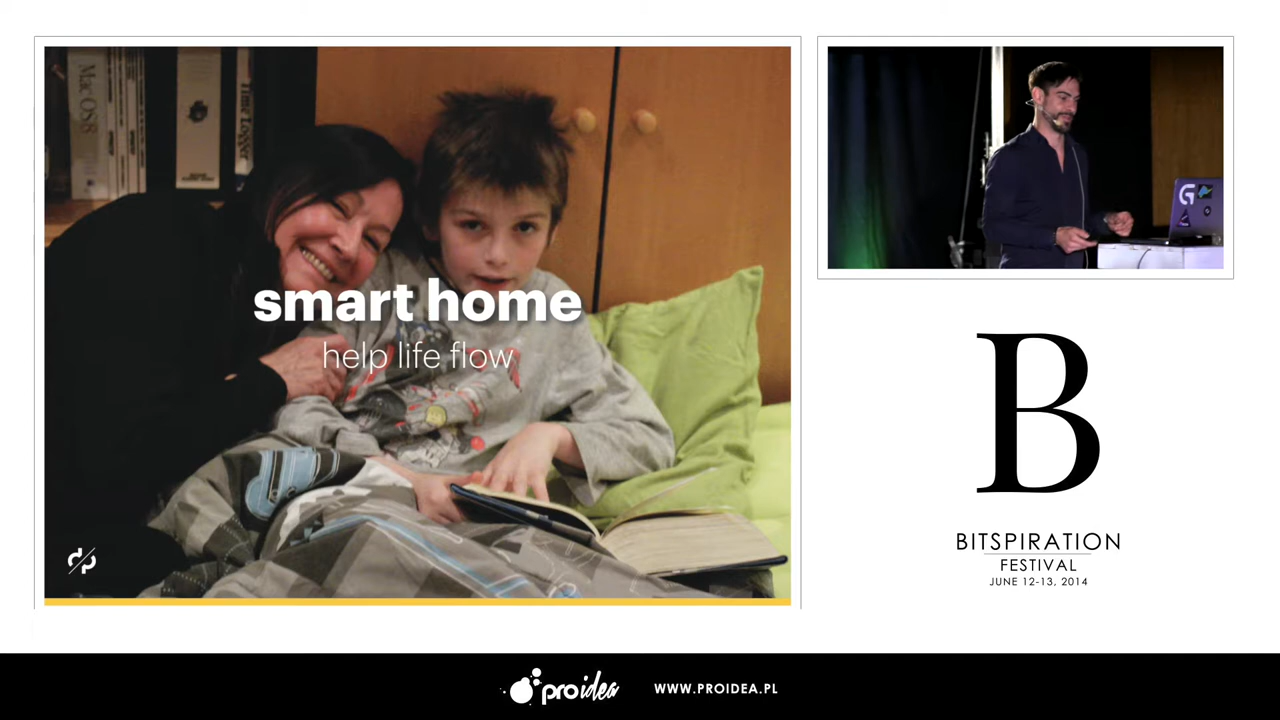 Mac OS 8
Time Logger
smart home
help life flow
d/p
G
B
BITSPIRATION
FESTIVAL
JUNE 12-13, 2014
proidea
WWW.PROIDEA.PL